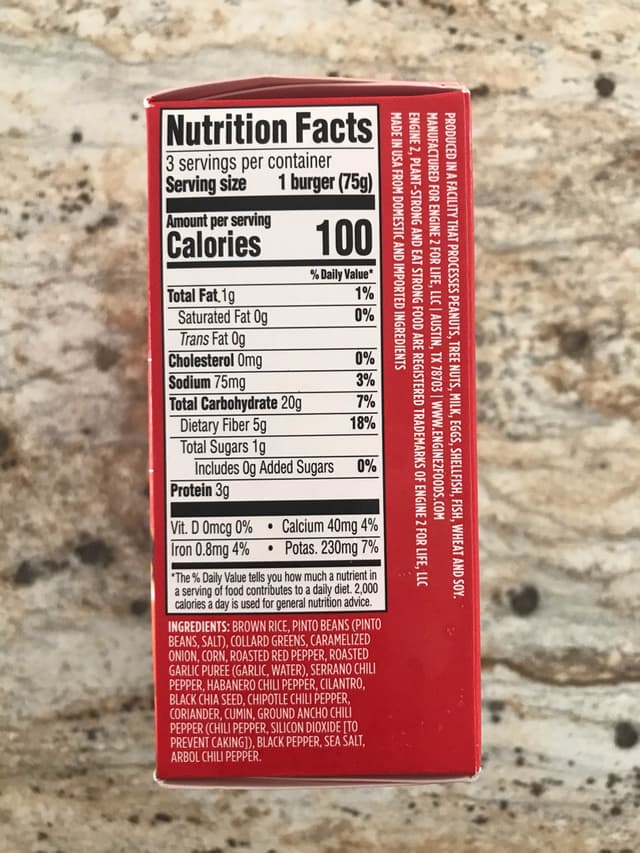 Nutrition Facts
3 servings per container
Serving size 1 burger (75g)
Amount per serving
Calories 100
% Daily Value*
Total Fat 1g 1%
Saturated Fat 0g 0%
Trans Fat 0g
Cholesterol 0mg 0%
Sodium 75mg 3%
Total Carbohydrate 20g 7%
Dietary Fiber 5g 18%
Total Sugars 1g
Includes 0g Added Sugars 0%
Protein 3g
Vit. D 0mcg 0% • Calcium 40mg 4%
Iron 0.8mg 4% • Potas. 230mg 7%
*The % Daily Value tells you how much a nutrient in
a serving of food contributes to a daily diet. 2,000
calories a day is used for general nutrition advice.
INGREDIENTS: BROWN RICE, PINTO BEANS (PINTO
BEANS, SALT), COLLARD GREENS, CARAMELIZED
ONION, CORN, ROASTED RED PEPPER, ROASTED
GARLIC PUREE (GARLIC, WATER), SERRANO CHILI
PEPPER, HABANERO CHILI PEPPER, CILANTRO,
BLACK CHIA SEED, CHIPOTLE CHILI PEPPER,
CORIANDER, CUMIN, GROUND ANCHO CHILI
PEPPER (CHILI PEPPER, SILICON DIOXIDE [TO
PREVENT CAKING]), BLACK PEPPER, SEA SALT,
ARBOL CHILI PEPPER.
PRODUCED IN A FACILITY THAT PROCESSES PEANUTS, TREE NUTS, MILK, EGGS, SHELLFISH, FISH, WHEAT AND SOY.
MANUFACTURED FOR ENGINE 2 FOR LIFE, LLC | AUSTIN, TX 78703 | WWW.ENGINE2FOODS.COM
ENGINE 2, PLANT-STRONG AND EAT STRONG FOOD ARE REGISTERED TRADEMARKS OF ENGINE 2 FOR LIFE, LLC
MADE IN USA FROM DOMESTIC AND IMPORTED INGREDIENTS